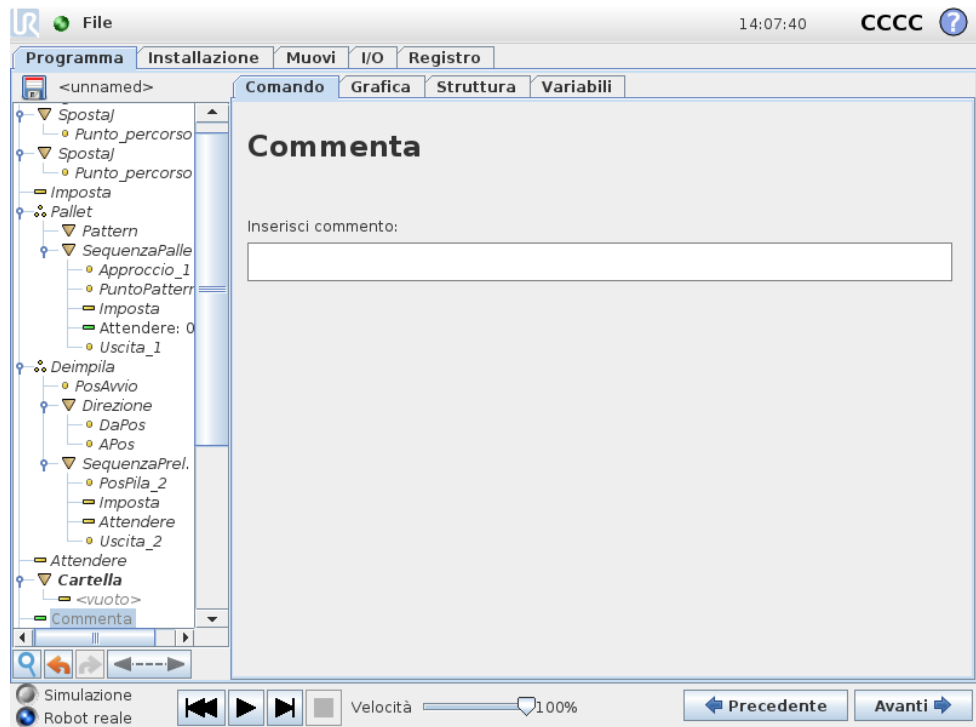 File 14:07:40 CCCC ?
Programma Installazione Muovi I/O Registro
<unnamed> Comando Grafica Struttura Variabili
SpostaJ
Punto_percorso
SpostaJ
Punto_percorso
Imposta
Pallet
Pattern
SequenzaPalle
Approccio_1
PuntoPattern
Imposta
Attendere: 0
Uscita_1
Deimpila
PosAvvio
Direzione
DaPos
APos
SequenzaPrel.
PosPila_2
Imposta
Attendere
Uscita_2
Attendere
Cartella
<vuoto>
Commenta
Commenta
Inserisci commento:
Simulazione
Robot reale
Velocità 100%
Precedente Avanti